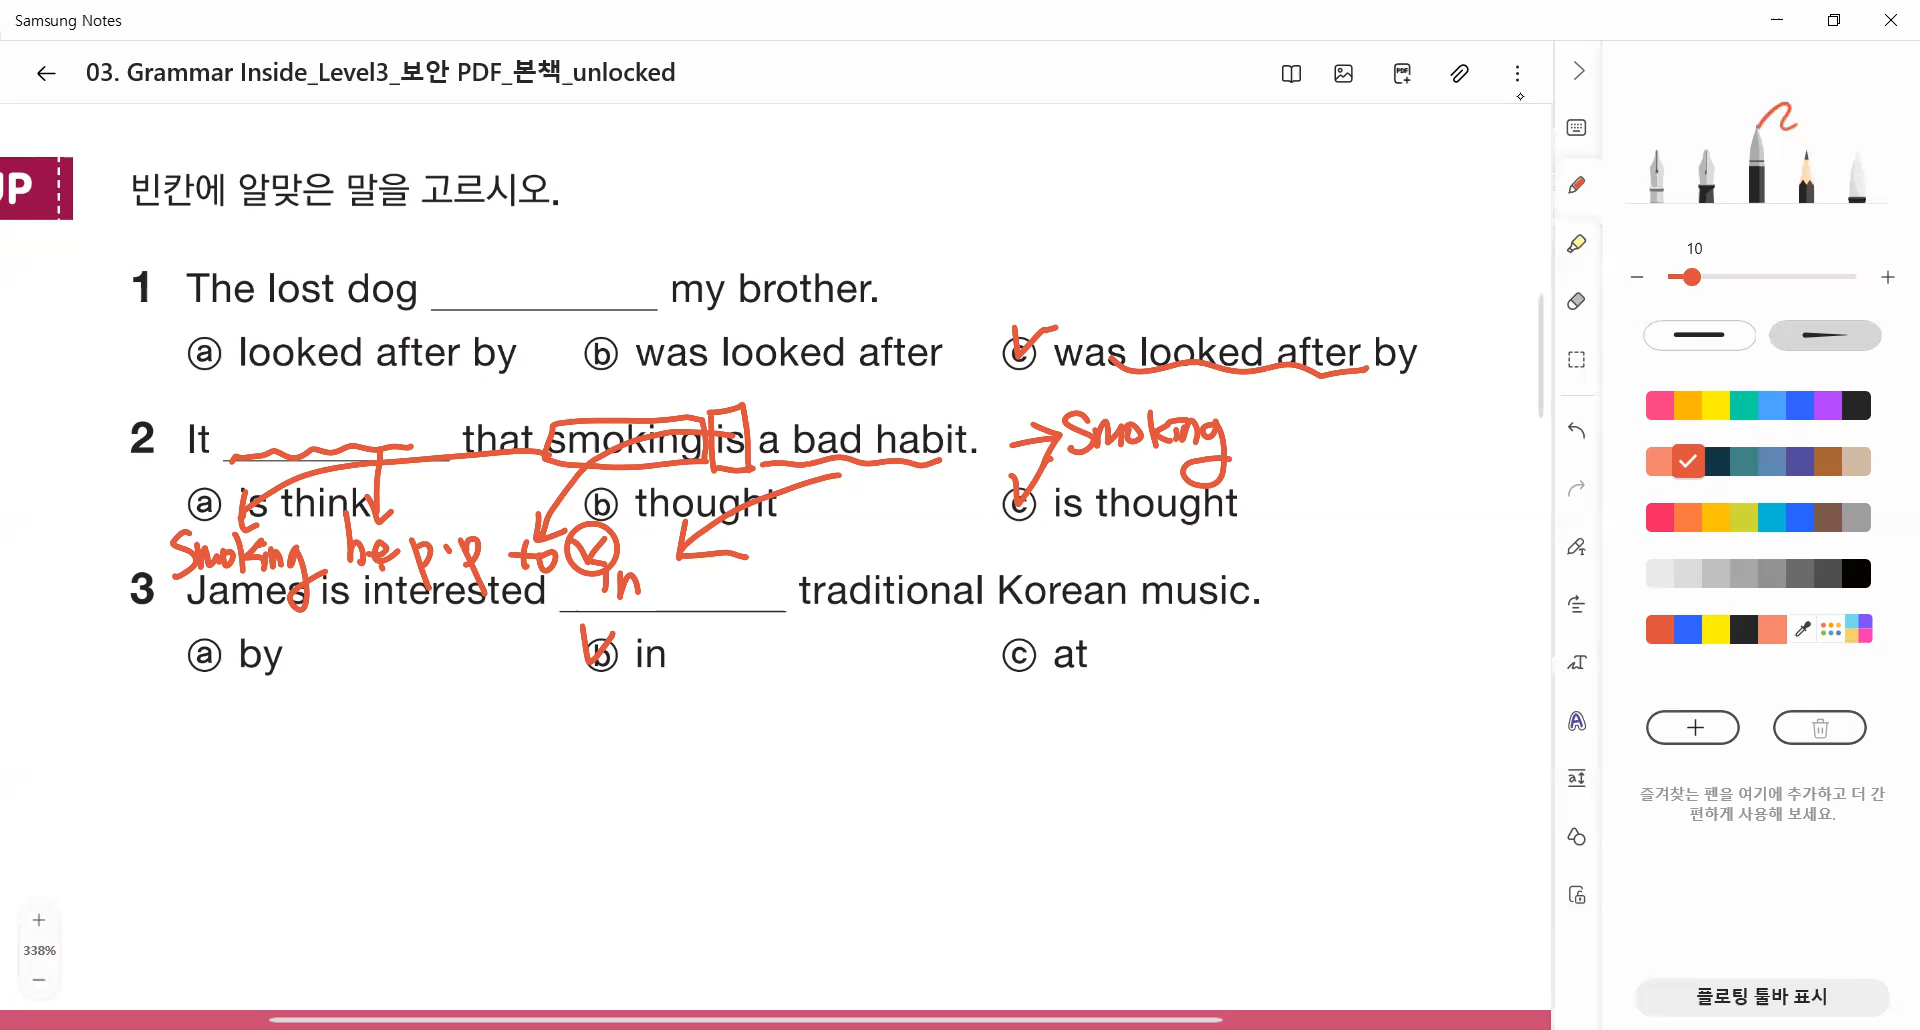 Samsung Notes
03. Grammar Inside_Level3_보안 PDF_본책_unlocked
UP
빈칸에 알맞은 말을 고르시오.
1 The lost dog __________ my brother.
ⓐ looked after by ⓑ was looked after ⓒ was looked after by
2 It __________ that smoking is a bad habit. Smoking
ⓐ is think ⓑ thought ⓒ is thought
Smoking be p.p to
in
3 James is interested __________ traditional Korean music.
ⓐ by ⓑ in ⓒ at
338%
PDF
10
즐겨찾는 펜을 여기에 추가하고 더 간
편하게 사용해 보세요.
플로팅 툴바 표시